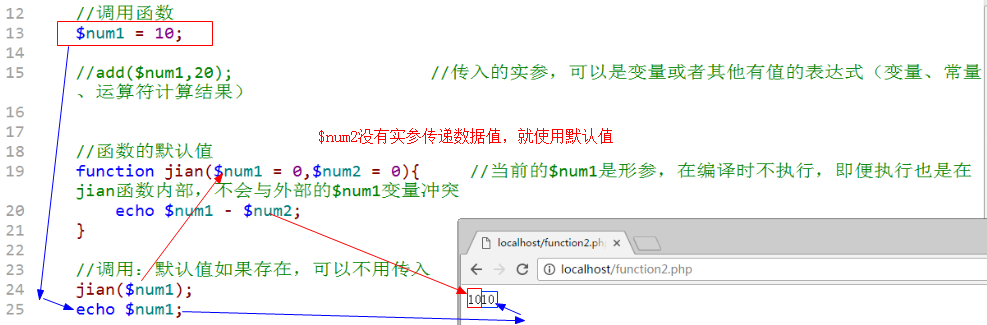 12 //调用函数
13 $num1 = 10;
14
15 //add($num1,20); //传入的实参，可以是变量或者其他有值的表达式（变量、常量
、运算符计算结果）
16
17
$num2没有实参传递数据值，就使用默认值
18 //函数的默认值
19 function jian($num1 = 0,$num2 = 0){ //当前的$num1是形参，在编译时不执行，即便执行也是在
jian函数内部，不会与外部的$num1变量冲突
20 echo $num1 - $num2;
21 }
22
23 //调用：默认值如果存在，可以不用传入
24 jian($num1);
25 echo $num1;
localhost/function2.ph
localhost/function2.php
1010